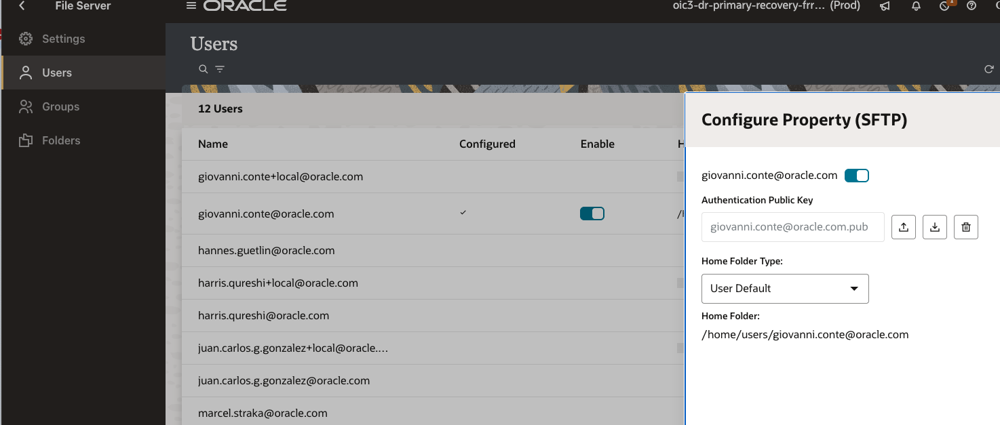 File Server
ORACLE
oic3-dr-primary-recovery-frr... (Prod)
1
Settings
Users
Groups
Folders
Users
12 Users
Name Configured Enable H
giovanni.conte+local@oracle.com
giovanni.conte@oracle.com
hannes.guetlin@oracle.com
harris.qureshi+local@oracle.com
harris.qureshi@oracle.com
juan.carlos.g.gonzalez+local@oracle....
juan.carlos.g.gonzalez@oracle.com
marcel.straka@oracle.com
Configure Property (SFTP)
giovanni.conte@oracle.com
Authentication Public Key
giovanni.conte@oracle.com.pub
Home Folder Type:
User Default
Home Folder:
/home/users/giovanni.conte@oracle.com